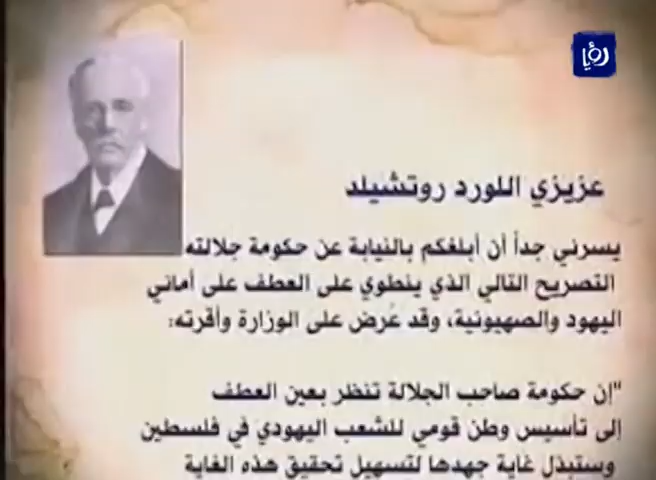 رؤيا
عزيزي اللورد روتشيلد
يسرني جداً أن أبلغكم بالنيابة عن حكومة جلالته
التصريح التالي الذي ينطوي على العطف على أماني
اليهود والصهيونية، وقد عُرض على الوزارة وأقرته:
"إن حكومة صاحب الجلالة تنظر بعين العطف
إلى تأسيس وطن قومي للشعب اليهودي في فلسطين
وستبذل غاية جهدها لتسهيل تحقيق هذه الغاية